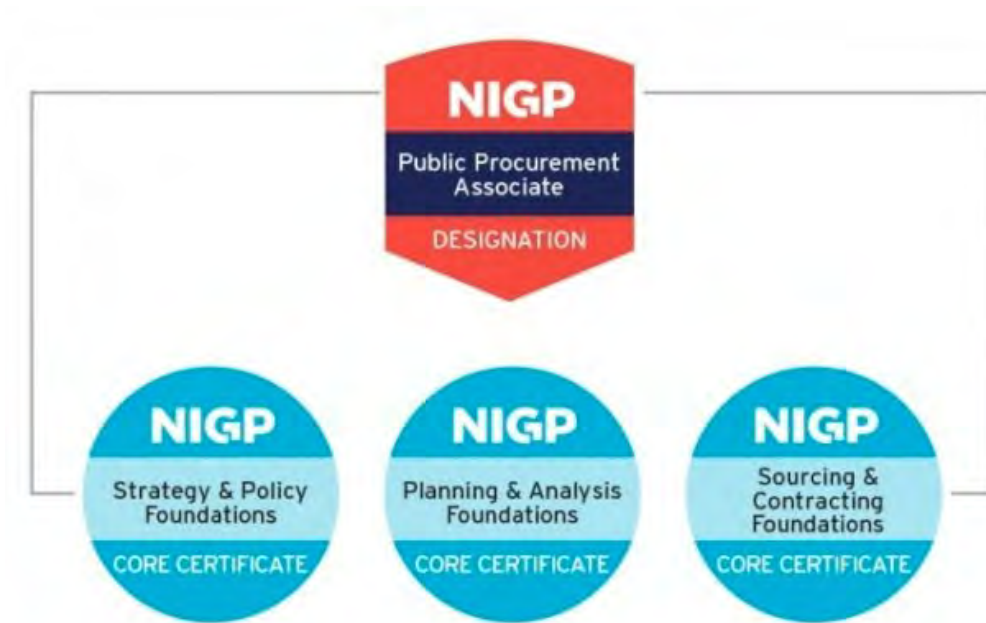 NIGP
Public Procurement
Associate
DESIGNATION
NIGP
Strategy & Policy
Foundations
CORE CERTIFICATE
NIGP
Planning & Analysis
Foundations
CORE CERTIFICATE
NIGP
Sourcing &
Contracting
Foundations
CORE CERTIFICATE